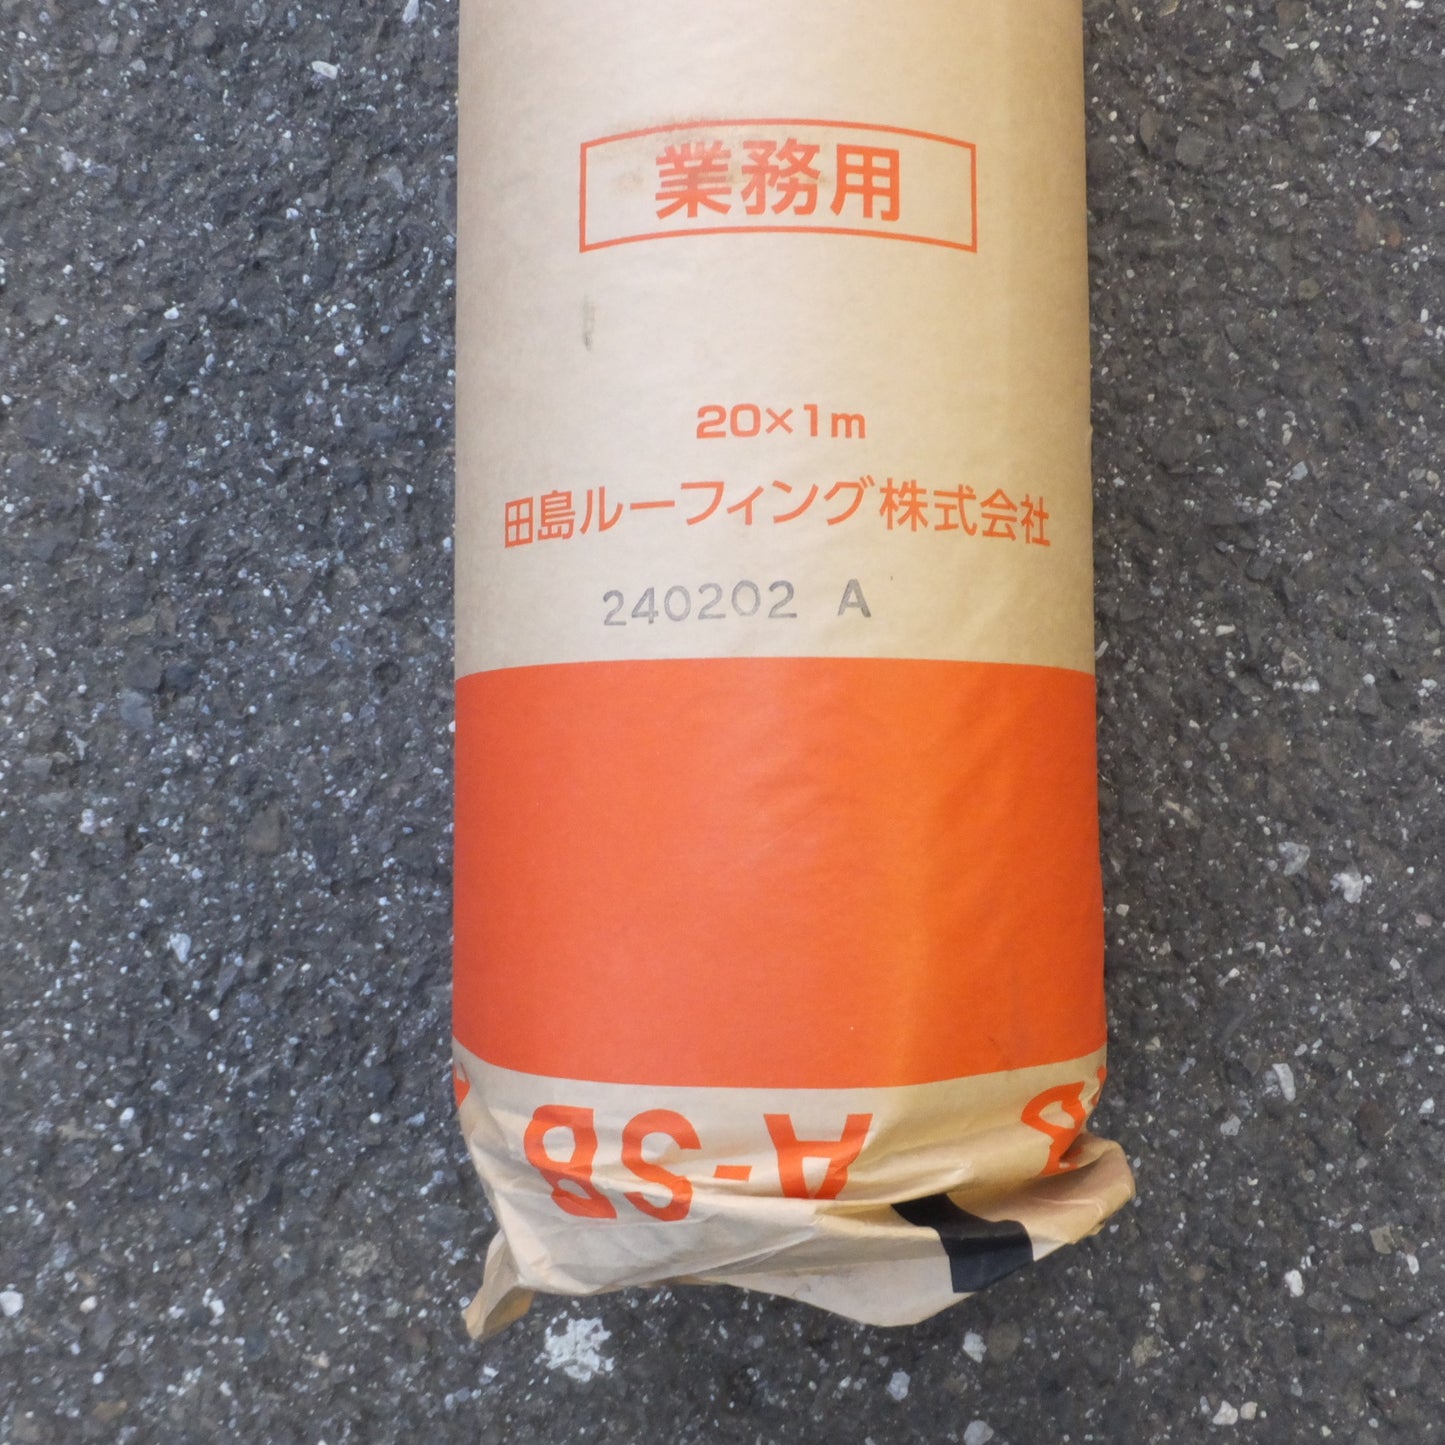 業務用
20×1m
田島ルーフィング株式会社
240202 A
A-SB